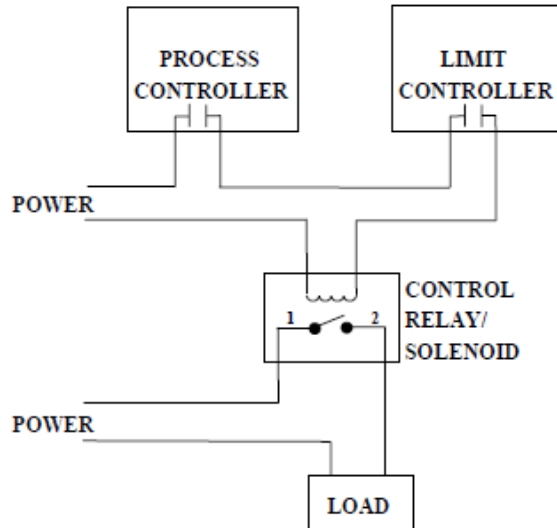 PROCESS
CONTROLLER
LIMIT
CONTROLLER
POWER
CONTROL
RELAY/
SOLENOID
1 2
POWER
LOAD